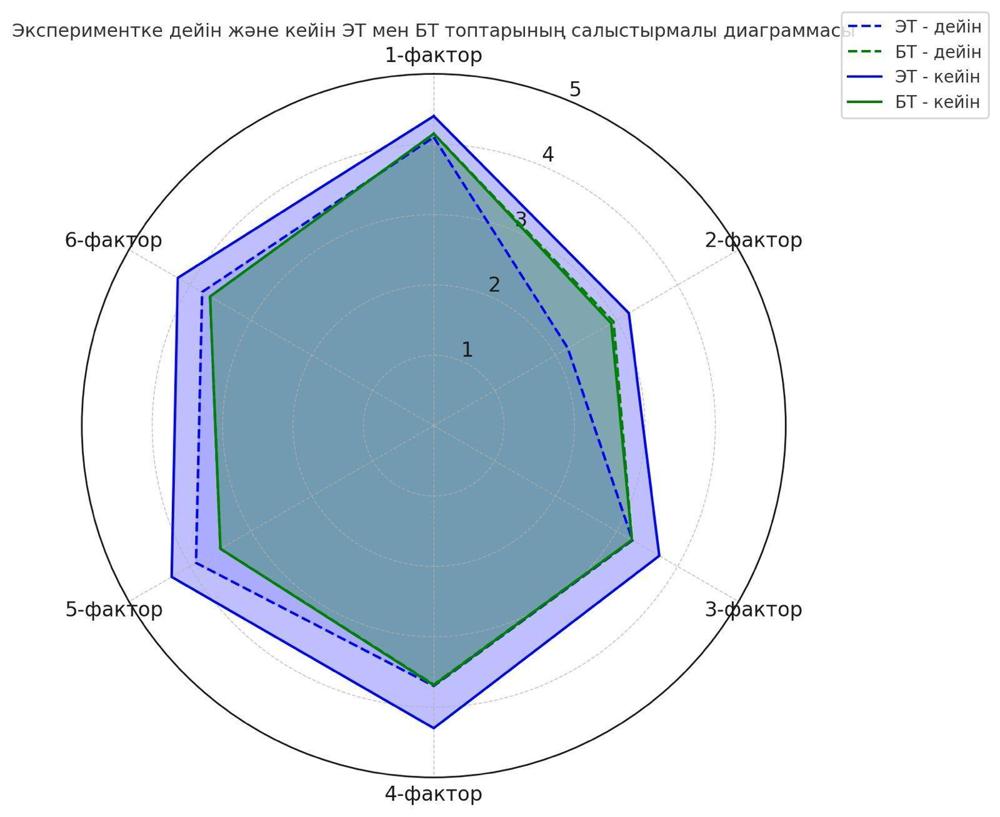 Экспериментке дейін және кейін ЭТ мен БТ топтарының салыстырмалы диаграммасы
ЭТ - дейін
БТ - дейін
ЭТ - кейін
БТ - кейін
1-фактор
5
4
3
2
1
2-фактор
6-фактор
5-фактор
3-фактор
4-фактор